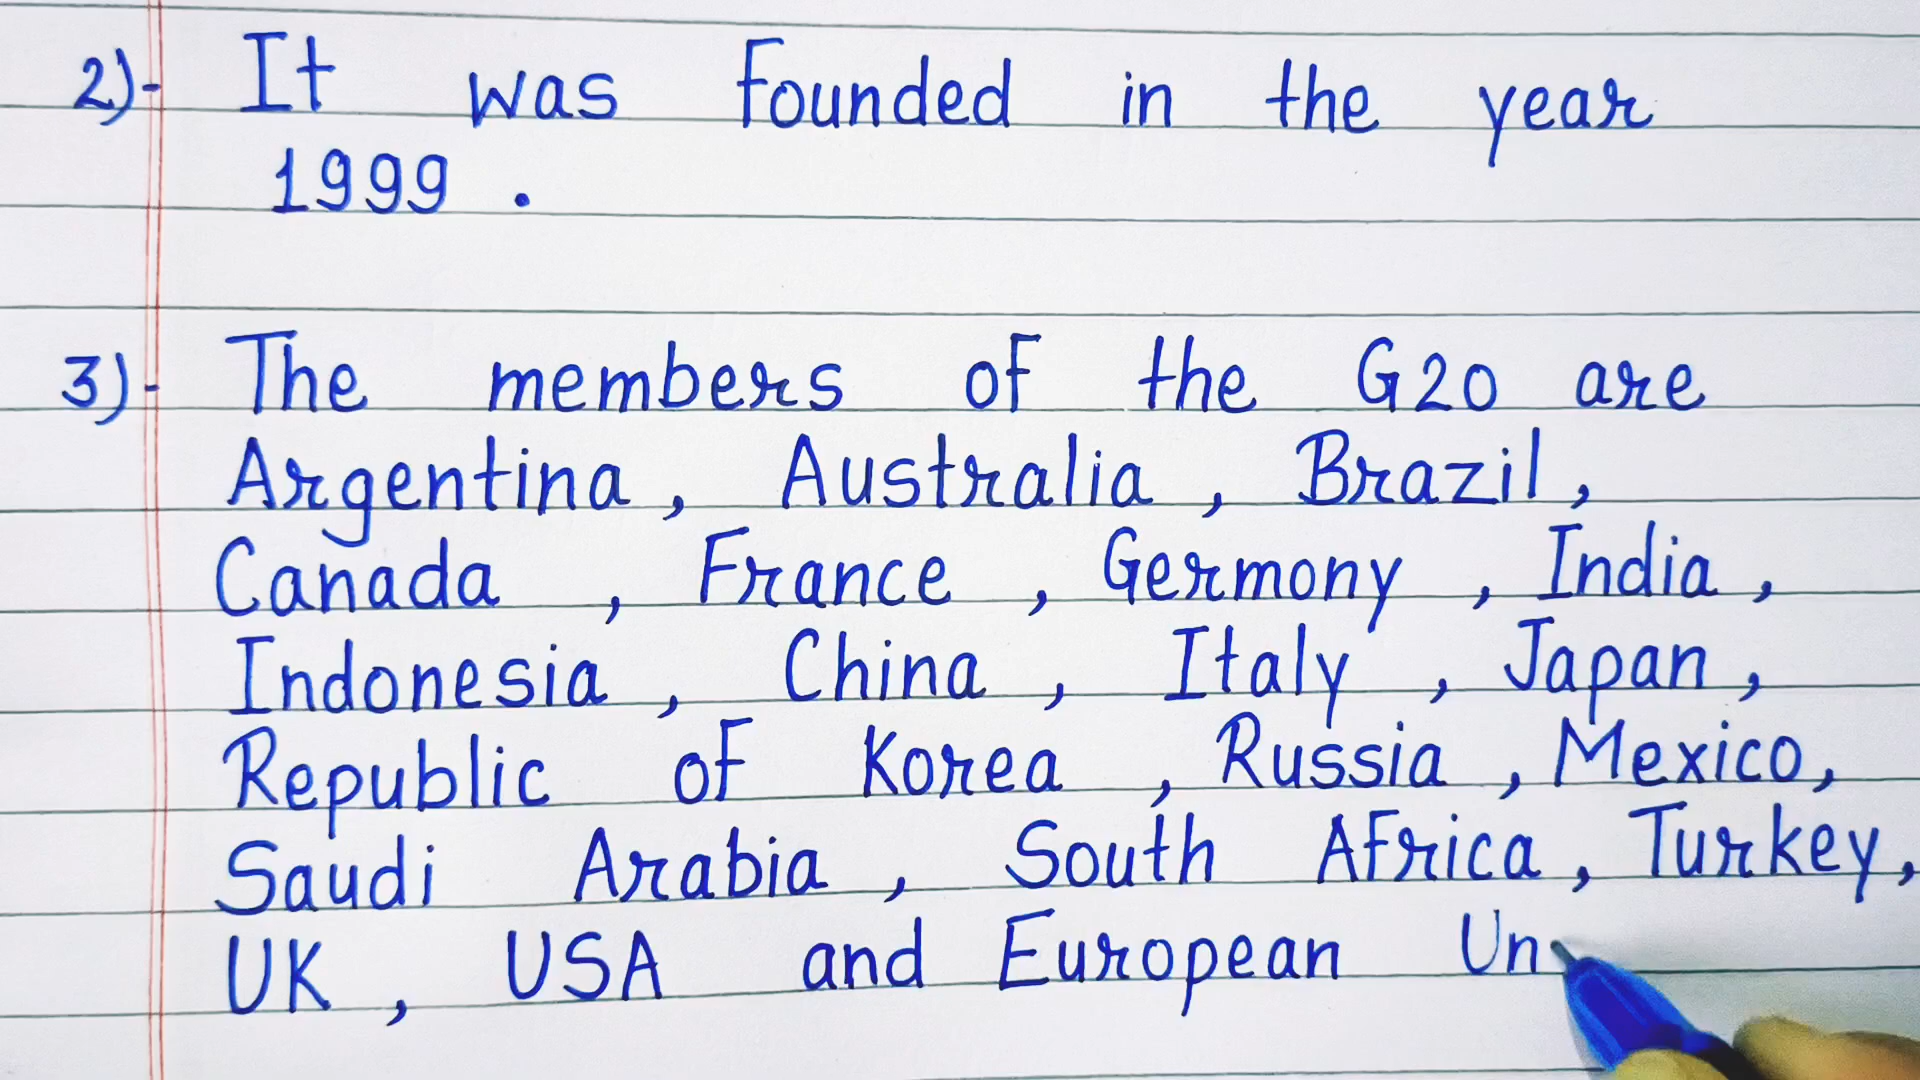 2)- It was founded in the year
1999 .
3)- The members of the G20 are
Argentina, Australia, Brazil,
Canada, France, Germony, India,
Indonesia, China, Italy, Japan,
Republic of Korea, Russia, Mexico,
Saudi Arabia, South Africa, Turkey,
UK, USA and European Un